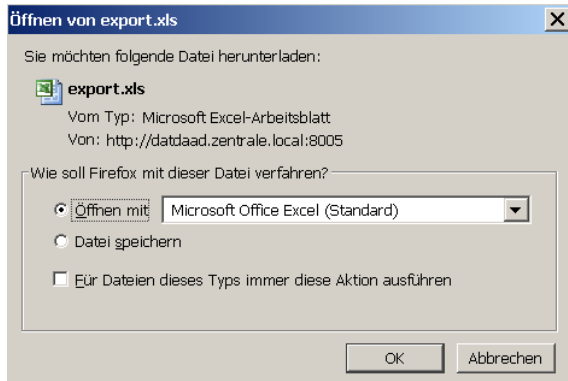 Öffnen von export.xls
Sie möchten folgende Datei herunterladen:
export.xls
Vom Typ: Microsoft Excel-Arbeitsblatt
Von: http://datdaad.zentrale.local:8005
Wie soll Firefox mit dieser Datei verfahren?
Öffnen mit Microsoft Office Excel (Standard)
Datei speichern
Für Dateien dieses Typs immer diese Aktion ausführen
OK Abbrechen